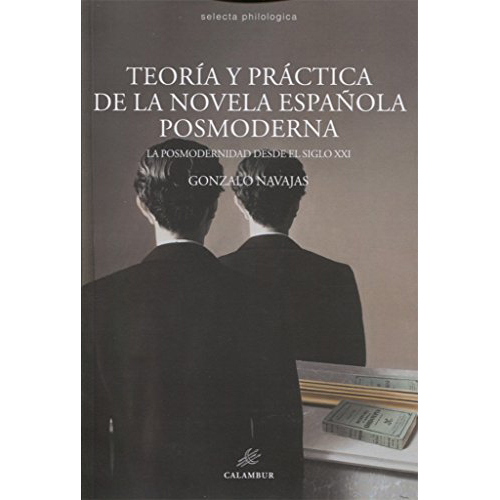 selecta philologica
TEORÍA Y PRÁCTICA
DE LA NOVELA ESPAÑOLA
POSMODERNA
LA POSMODERNIDAD DESDE EL SIGLO XXI
GONZALO NAVAJAS
CALAMBUR